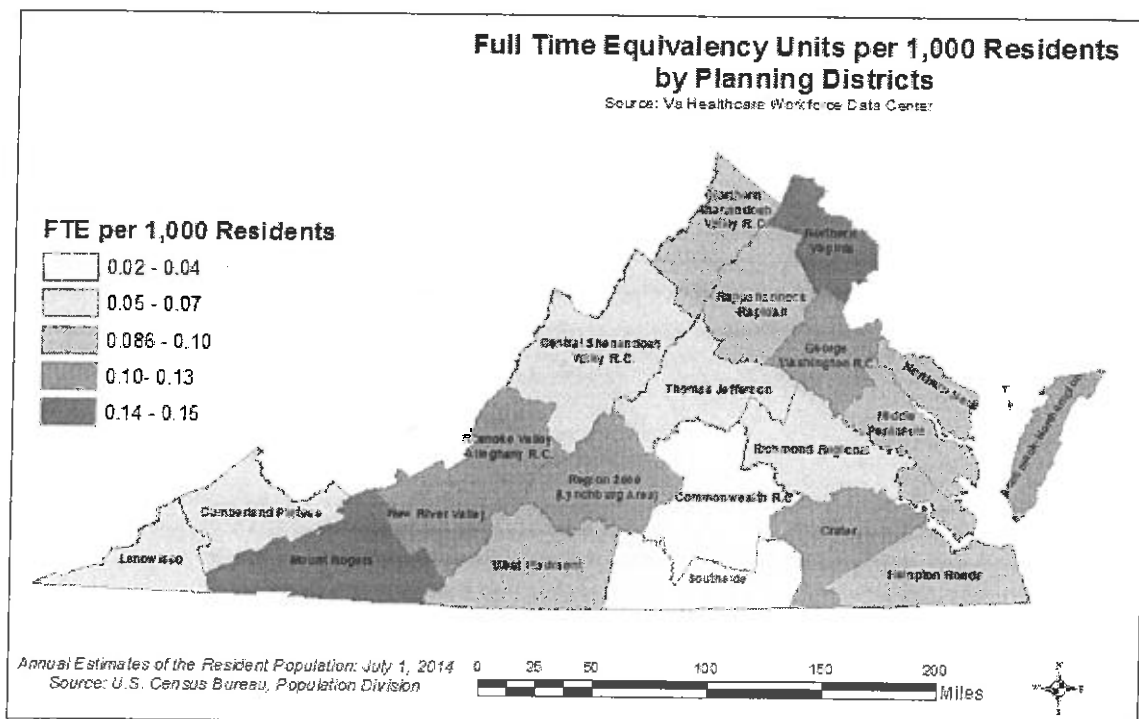 Full Time Equivalency Units per 1,000 Residents
by Planning Districts
Source: Va Healthcare Workforce Data Center
FTE per 1,000 Residents
0.02 - 0.04
0.05 - 0.07
0.086 - 0.10
0.10- 0.13
0.14 - 0.15
Northern
Shenandoah
Valley R.C.
Northern
Virginia
Rappahannock
Rapidan
Central Shenandoah
Valley R.C.
George
Washington R.C.
Northern Neck
Thomas Jefferson
Middle
Peninsula
Roanoke Valley
Alleghany R.C.
Richmond Regional
Region 2000
(Lynchburg Area)
Commonwealth R.C
Cumberland Plateau
New River Valley
Crater
Lenowisco
Mount Rogers
West Piedmont
Southside
Hampton Roads
Annual Estimates of the Resident Population: July 1, 2014
Source: U.S. Census Bureau, Population Division
0 25 50 100 150 200
Miles
N
W
E
S